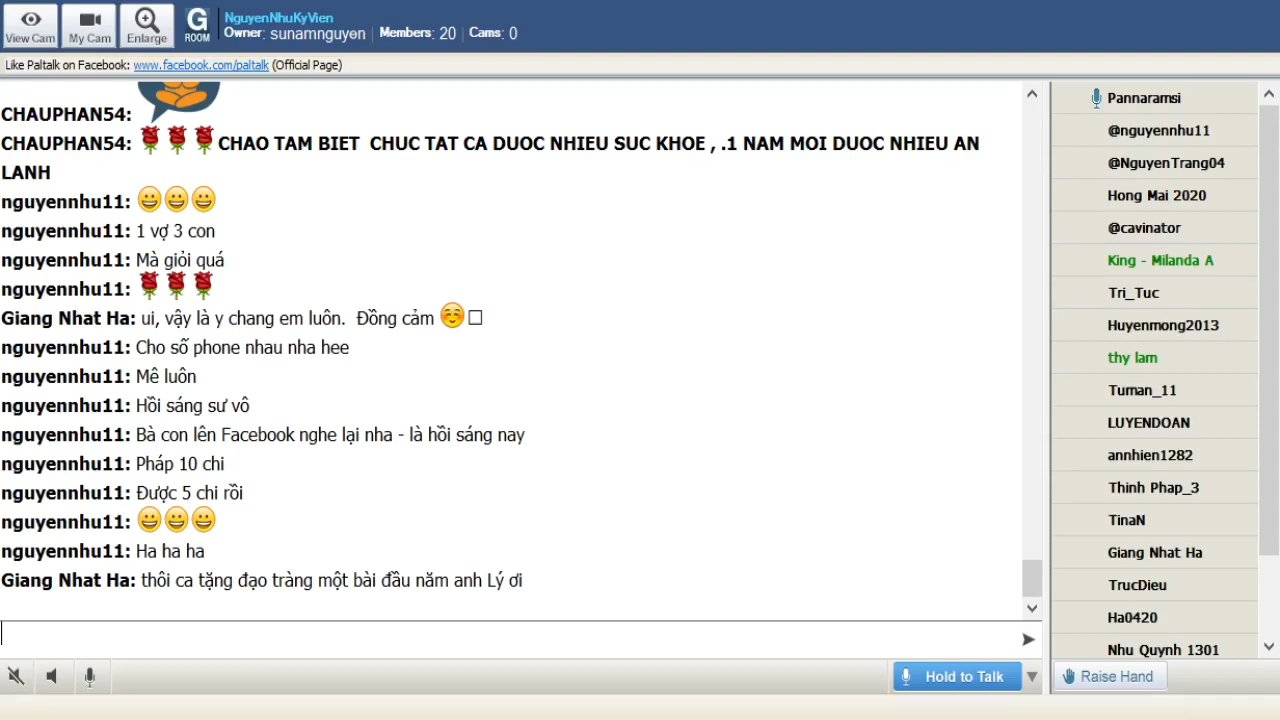 View Cam
My Cam
Enlarge
G
ROOM
NguyenNhuKyVien
Owner: sunamnguyen | Members: 20 | Cams: 0
Like Paltalk on Facebook: www.facebook.com/paltalk (Official Page)
CHAUPHAN54:
CHAUPHAN54: CHAO TAM BIET CHUC TAT CA DUOC NHIEU SUC KHOE , .1 NAM MOI DUOC NHIEU AN
LANH
nguyennhu11: 😀😀😀
nguyennhu11: 1 vợ 3 con
nguyennhu11: Mà giỏi quá
nguyennhu11: 🌹🌹🌹
Giang Nhat Ha: ui, vậy là y chang em luôn. Đồng cảm ☺□
nguyennhu11: Cho số phone nhau nha hee
nguyennhu11: Mê luôn
nguyennhu11: Hồi sáng sư vô
nguyennhu11: Bà con lên Facebook nghe lại nha - là hồi sáng nay
nguyennhu11: Pháp 10 chi
nguyennhu11: Được 5 chi rồi
nguyennhu11: 😀😀😀
nguyennhu11: Ha ha ha
Giang Nhat Ha: thôi ca tặng đạo tràng một bài đầu năm anh Lý ơi
Hold to Talk
Pannaramsi
@nguyennhu11
@NguyenTrang04
Hong Mai 2020
@cavinator
King - Milanda A
Tri_Tuc
Huyenmong2013
thy lam
Tuman_11
LUYENDOAN
annhien1282
Thinh Phap_3
TinaN
Giang Nhat Ha
TrucDieu
Ha0420
Nhu Quynh 1301
Raise Hand